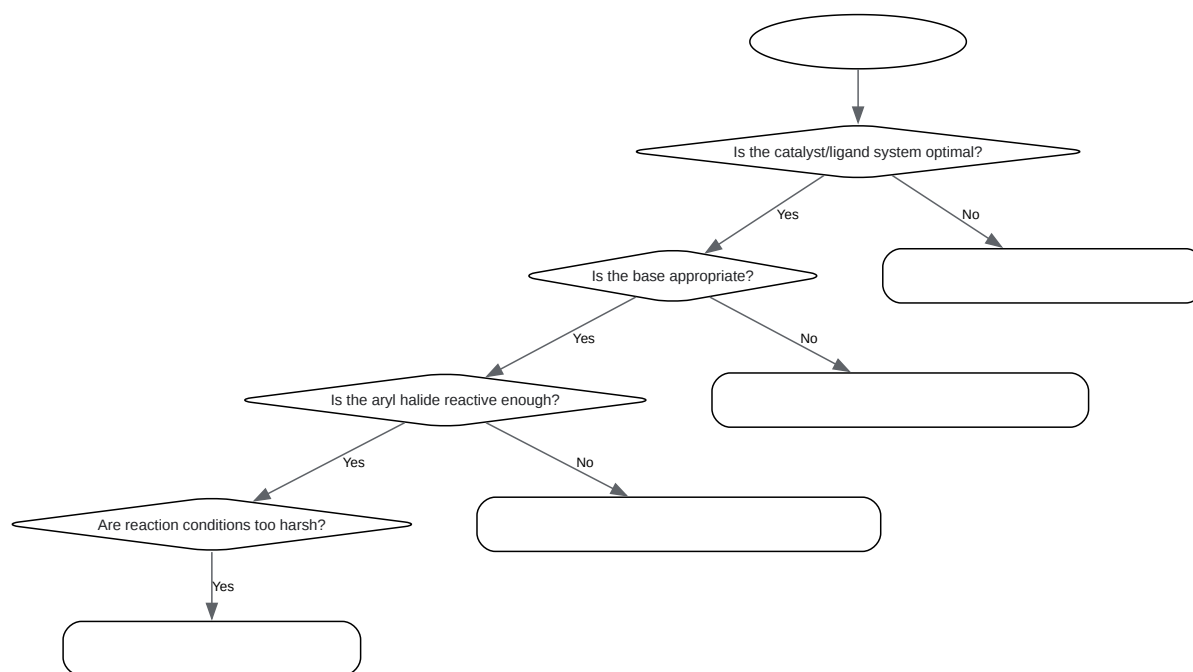 Is the catalyst/ligand system optimal?
Yes
No
Is the base appropriate?
Yes
No
Is the aryl halide reactive enough?
Yes
No
Are reaction conditions too harsh?
Yes